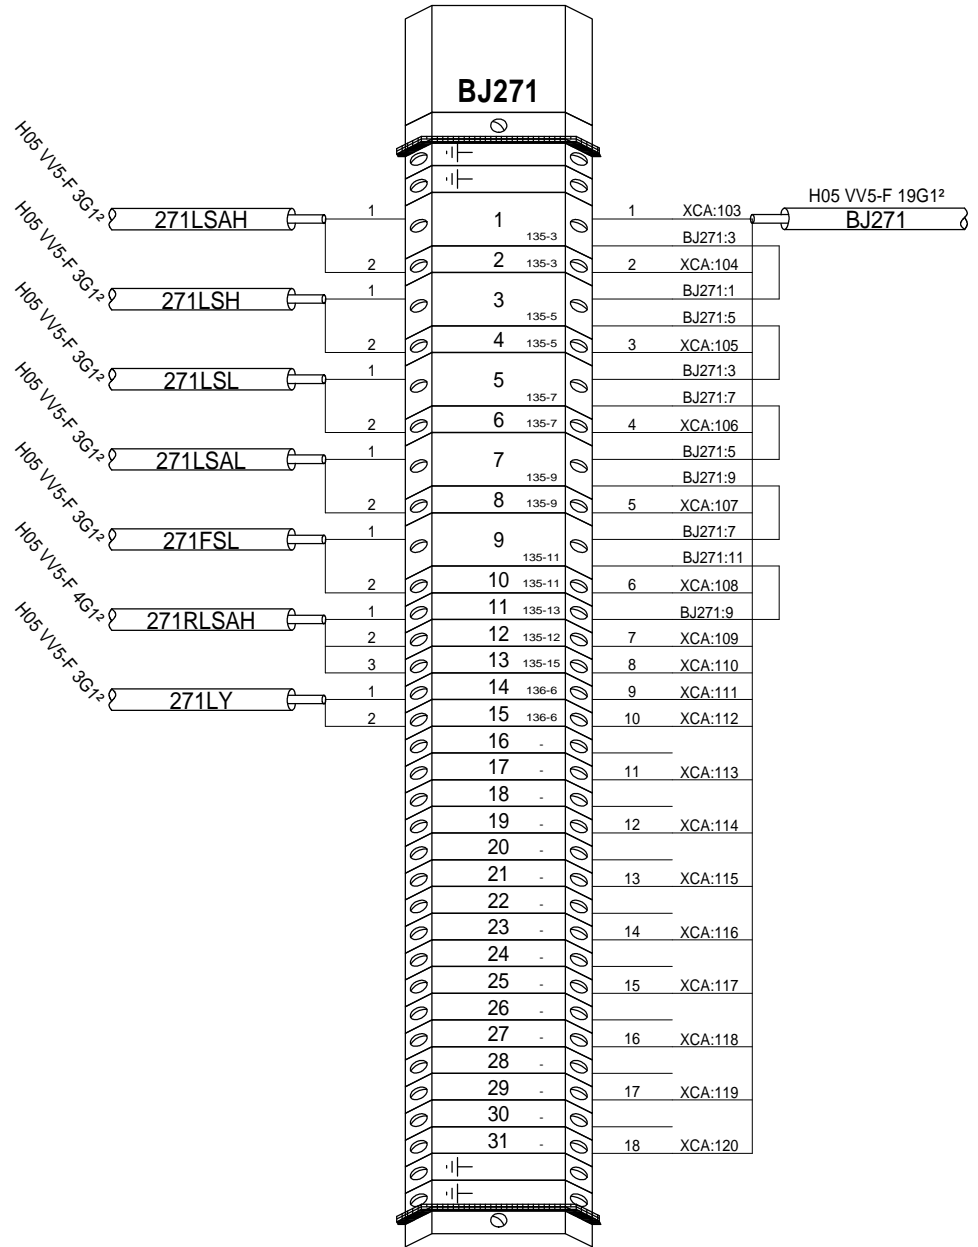 BJ271
H05 VV5-F 3G1²
271LSAH
1
2
H05 VV5-F 3G1²
271LSH
1
2
H05 VV5-F 3G1²
271LSL
1
2
H05 VV5-F 3G1²
271LSAL
1
2
H05 VV5-F 3G1²
271FSL
1
2
H05 VV5-F 4G1²
271RLSAH
1
2
3
H05 VV5-F 3G1²
271LY
1
2
1 135-3
2 135-3
3 135-5
4 135-5
5 135-7
6 135-7
7 135-9
8 135-9
9 135-11
10 135-11
11 135-13
12 135-12
13 135-15
14 136-6
15 136-6
16 -
17 -
18 -
19 -
20 -
21 -
22 -
23 -
24 -
25 -
26 -
27 -
28 -
29 -
30 -
31 -
1 XCA:103
BJ271:3
2 XCA:104
BJ271:1
BJ271:5
3 XCA:105
BJ271:3
BJ271:7
4 XCA:106
BJ271:5
BJ271:9
5 XCA:107
BJ271:7
BJ271:11
6 XCA:108
BJ271:9
7 XCA:109
8 XCA:110
9 XCA:111
10 XCA:112
11 XCA:113
12 XCA:114
13 XCA:115
14 XCA:116
15 XCA:117
16 XCA:118
17 XCA:119
18 XCA:120
H05 VV5-F 19G1²
BJ271